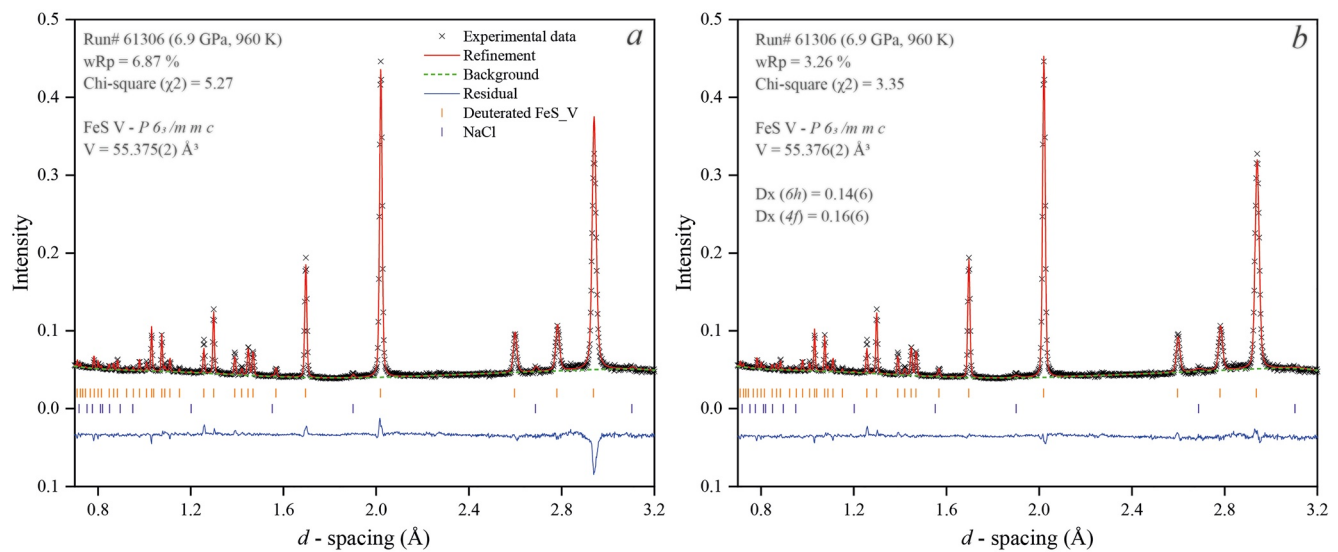 a
Run# 61306 (6.9 GPa, 960 K)
wRp = 6.87 %
Chi-square (χ2) = 5.27
FeS V - P 6₃ /m m c
V = 55.375(2) Å³
Experimental data
Refinement
Background
Residual
Deuterated FeS_V
NaCl
Intensity
0.5
0.4
0.3
0.2
0.1
0.0
0.1
0.8
1.2
1.6
2.0
2.4
2.8
3.2
d - spacing (Å)
b
Run# 61306 (6.9 GPa, 960 K)
wRp = 3.26 %
Chi-square (χ2) = 3.35
FeS V - P 6₃ /m m c
V = 55.376(2) Å³
Dx (6h) = 0.14(6)
Dx (4f) = 0.16(6)
Intensity
0.5
0.4
0.3
0.2
0.1
0.0
0.1
0.8
1.2
1.6
2.0
2.4
2.8
3.2
d - spacing (Å)